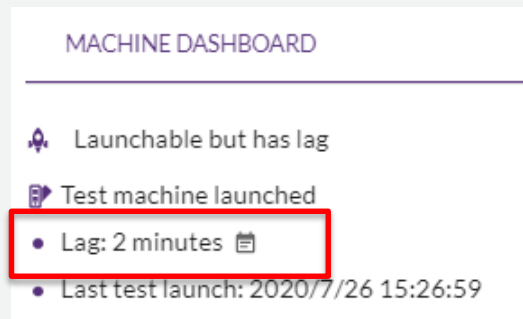 MACHINE DASHBOARD
Launchable but has lag
Test machine launched
Lag: 2 minutes
Last test launch: 2020/7/26 15:26:59